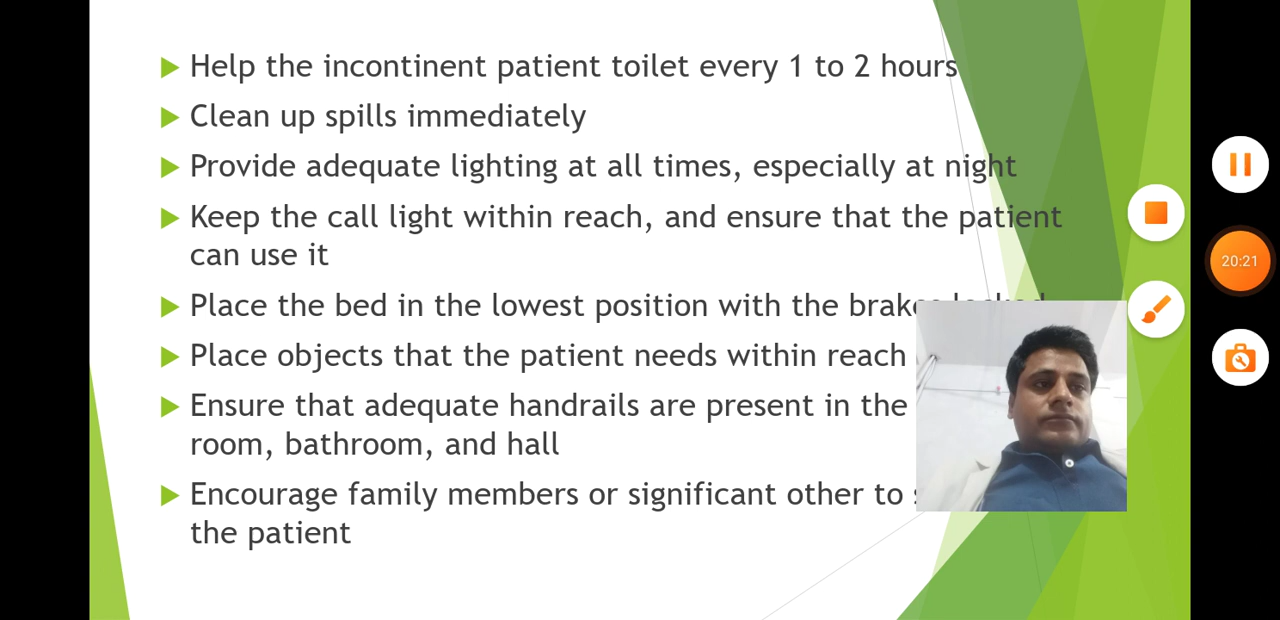 Help the incontinent patient toilet every 1 to 2 hours
Clean up spills immediately
Provide adequate lighting at all times, especially at night
Keep the call light within reach, and ensure that the patient
can use it
Place the bed in the lowest position with the brakes locked
Place objects that the patient needs within reach
Ensure that adequate handrails are present in the
room, bathroom, and hall
Encourage family members or significant other to
the patient
20:21